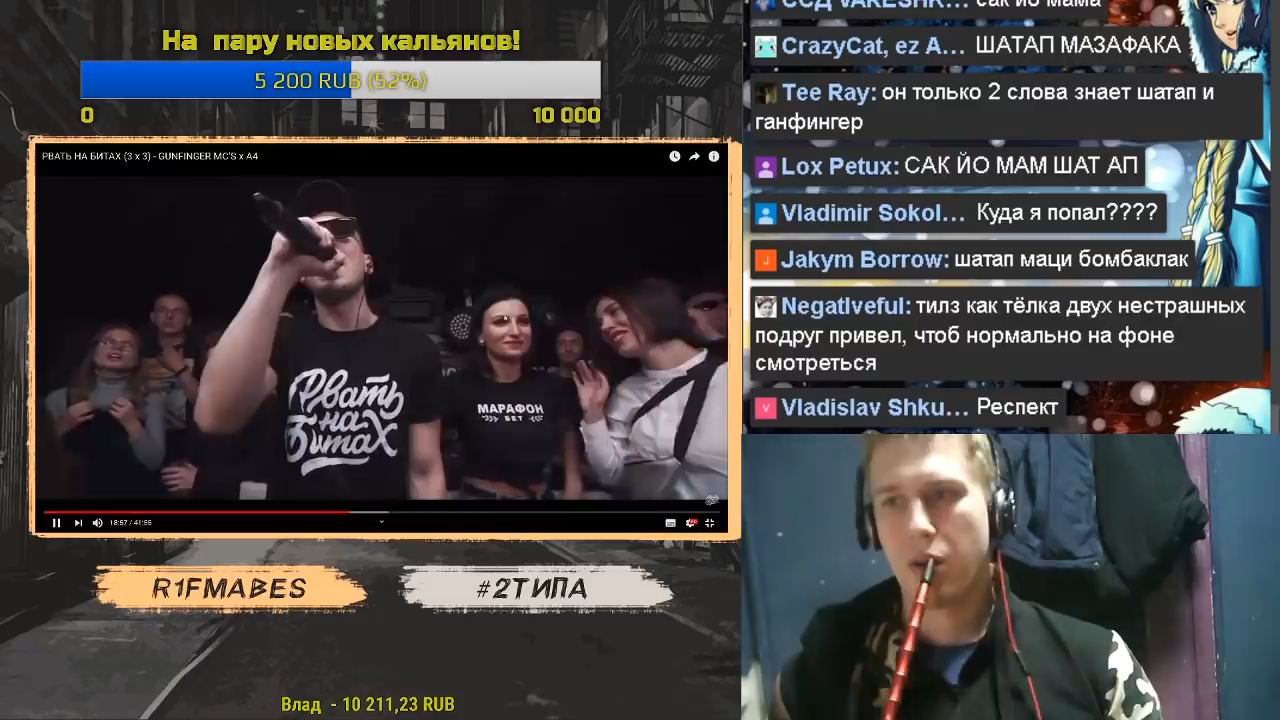 На пару новых кальянов!
5 200 RUB (52%)
0
10 000
РВАТЬ НА БИТАХ (3 x 3) - GUNFINGER MC'S x A4
Рвать
на
битах
МАРАФОН
БЕТ
18:57 / 41:55
R1FMABES
#2ТИПА
Влад - 10 211,23 RUB
сак йо мама
CrazyCat, ez A... ШАТАП МАЗАФАКА
Tee Ray: он только 2 слова знает шатап и
ганфингер
Lox Petux: САК ЙО МАМ ШАТ АП
Vladimir Sokol... Куда я попал????
J
Jakym Borrow: шатап маци бомбаклак
NegatIveful: тилз как тёлка двух нестрашных
подруг привел, чтоб нормально на фоне
смотреться
V
Vladislav Shku... Респект